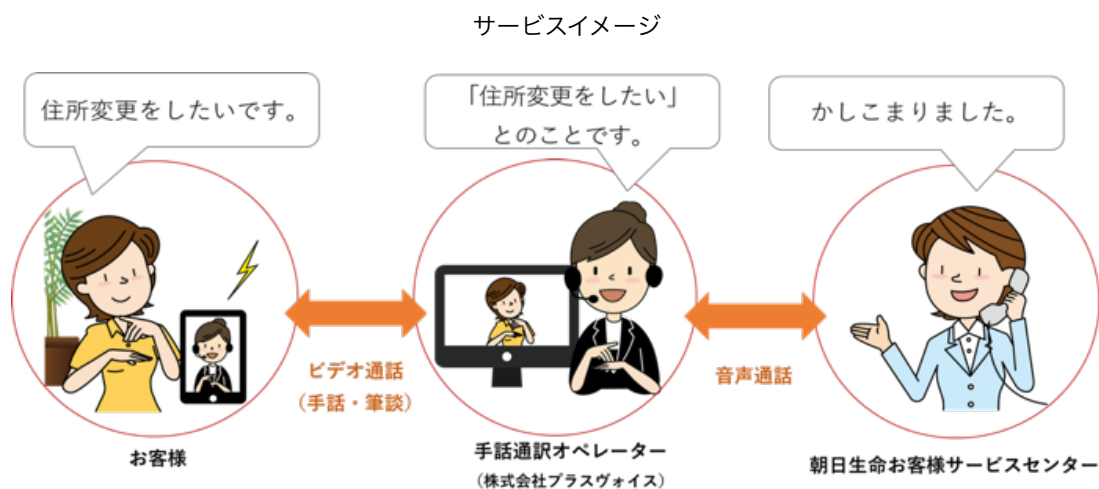 サービスイメージ
住所変更をしたいです。
「住所変更をしたい」
とのことです。
かしこまりました。
ビデオ通話
（手話・筆談）
音声通話
お客様
手話通訳オペレーター
（株式会社プラスヴォイス）
朝日生命お客様サービスセンター